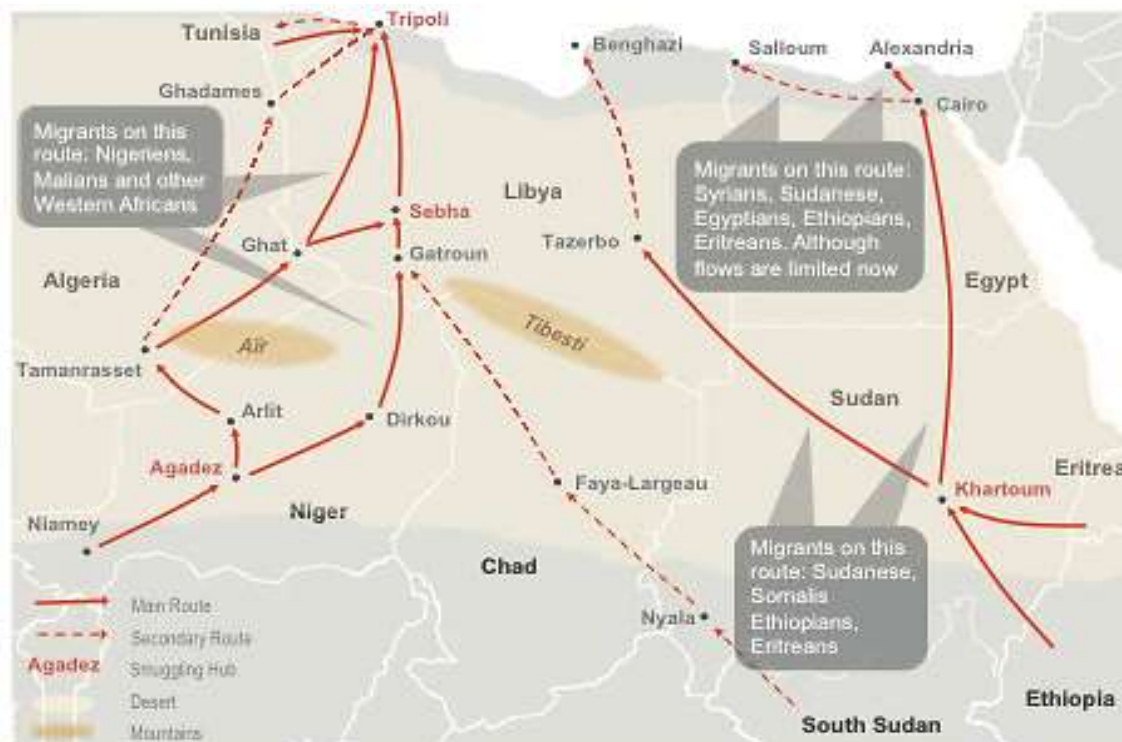 Tripoli
Tunisia
Benghazi
Salloum
Alexandria
Ghadames
Cairo
Migrants on this
route: Nigeriens,
Malians and other
Western Africans
Migrants on this route:
Syrians, Sudanese,
Egyptians, Ethiopians,
Eritreans. Although
flows are limited now
Libya
Sebha
Ghat
Gatroun
Tazerbo
Algeria
Egypt
Aïr
Tibesti
Tamanrasset
Arlit
Dirkou
Sudan
Agadez
Faya-Largeau
Khartoum
Eritrea
Niamey
Niger
Chad
Migrants on this
route: Sudanese,
Somalis
Ethiopians,
Eritreans
Nyala
Main Route
Secondary Route
Agadez
Smuggling Hub
Desert
Mountains
Ethiopia
South Sudan